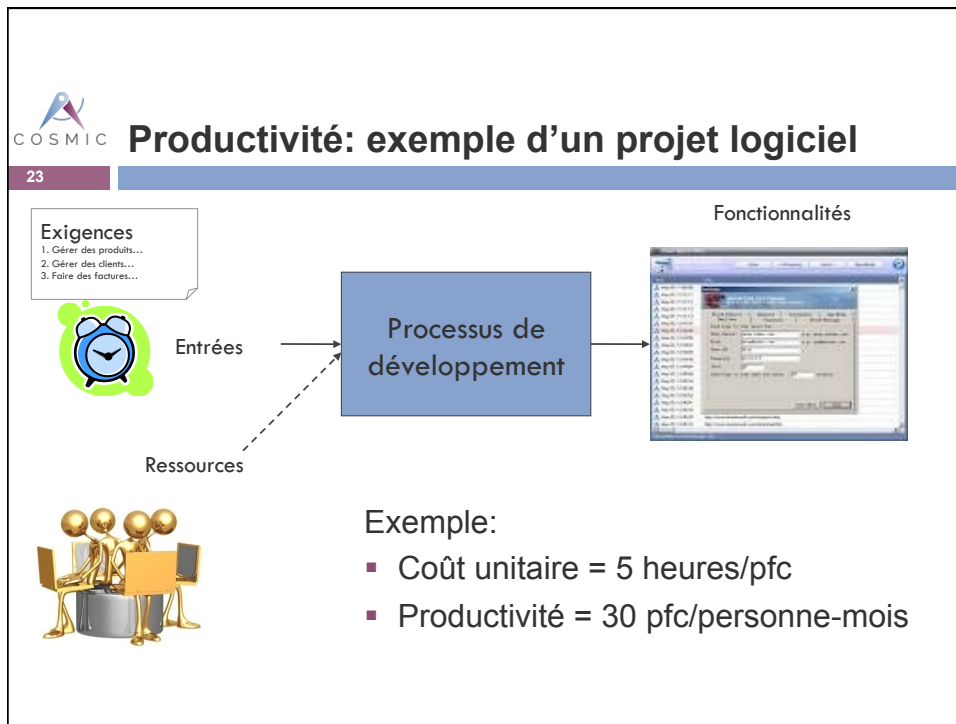 COSMIC
Productivité: exemple d'un projet logiciel
23
Exigences
1. Gérer des produits...
2. Gérer des clients...
3. Faire des factures...
Fonctionnalités
Entrées
Processus de
développement
Ressources
Exemple:
▪ Coût unitaire = 5 heures/pfc
▪ Productivité = 30 pfc/personne-mois